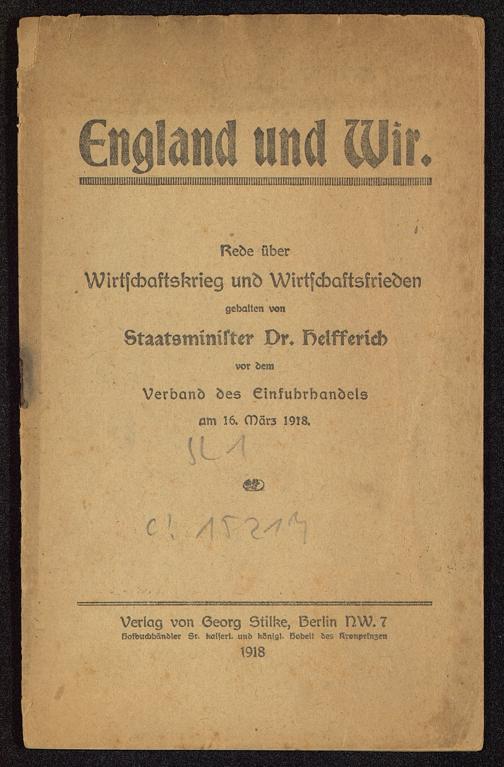 England und Wir.
Rede über
Wirtschaftskrieg und Wirtschaftsfrieden
gehalten von
Staatsminister Dr. Helfferich
vor dem
Verband des Einfuhrhandels
am 16. März 1918.
Verlag von Georg Stilke, Berlin NW. 7
Hofbuchhändler Sr. kaiserl. und königl. Hoheit des Kronprinzen
1918